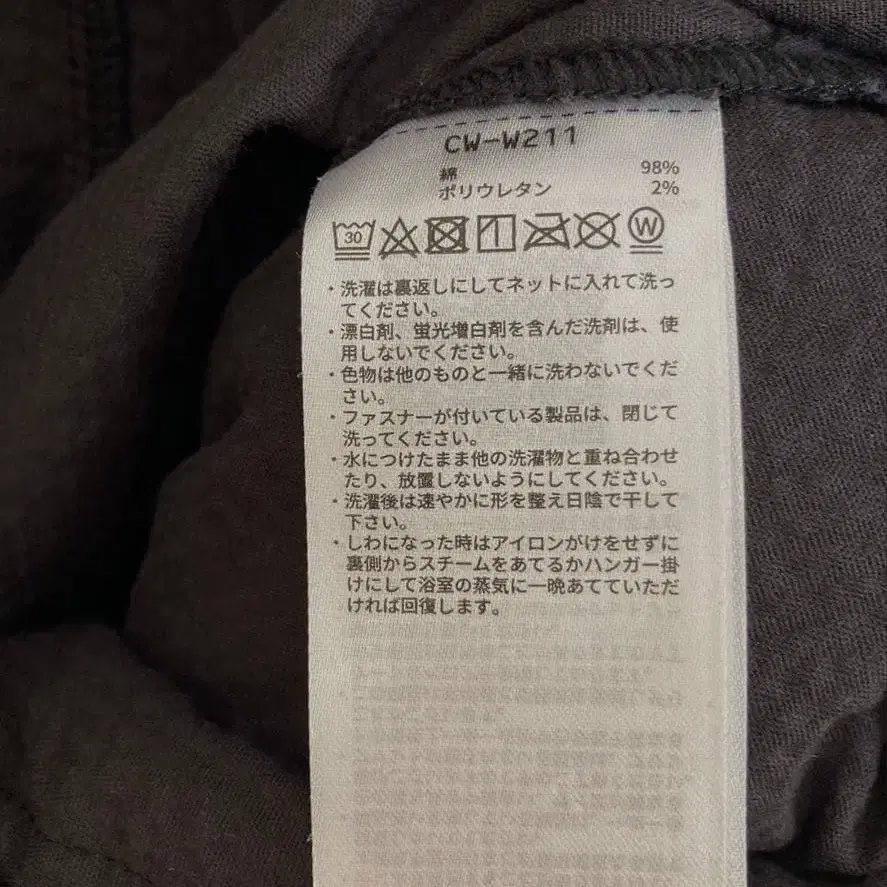 CW-W211
綿 98%
ポリウレタン 2%
30 W
・洗濯は裏返しにしてネットに入れて洗っ
てください。
・漂白剤、蛍光増白剤を含んだ洗剤は、使
用しないでください。
・色物は他のものと一緒に洗わないでくだ
さい。
・ファスナーが付いている製品は、閉じて
洗ってください。
・水につけたまま他の洗濯物と重ね合わせ
たり、放置しないようにしてください。
・洗濯後は速やかに形を整え日陰で干して
下さい。
・しわになった時はアイロンがけをせずに
裏側からスチームをあてるかハンガー掛
けにして浴室の蒸気に一晩あてていただ
ければ回復します。